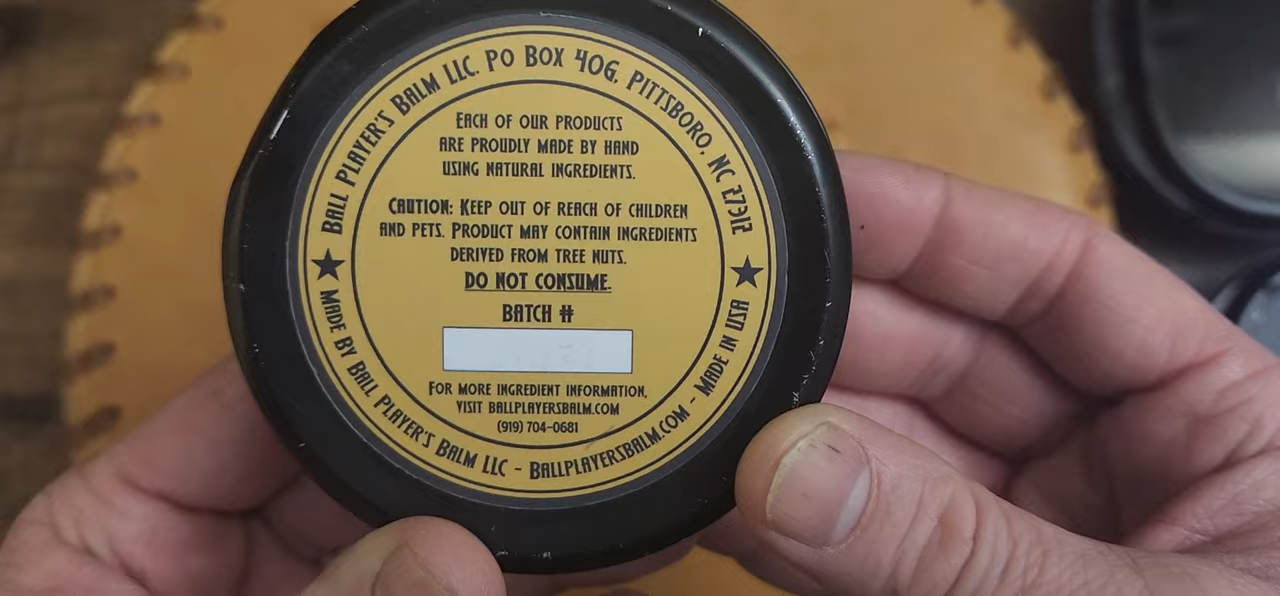 BALL PLAYER'S BALM LLC. PO BOX 406, PITTSBORO, NC 27312
EACH OF OUR PRODUCTS
ARE PROUDLY MADE BY HAND
USING NATURAL INGREDIENTS.
CAUTION: KEEP OUT OF REACH OF CHILDREN
AND PETS. PRODUCT MAY CONTAIN INGREDIENTS
DERIVED FROM TREE NUTS.
DO NOT CONSUME.
BATCH #
FOR MORE INGREDIENT INFORMATION,
VISIT BALLPLAYERSBALM.COM
(919) 704-0681
★ MADE BY BALL PLAYER'S BALM LLC - BALLPLAYERSBALM.COM - MADE IN USA ★